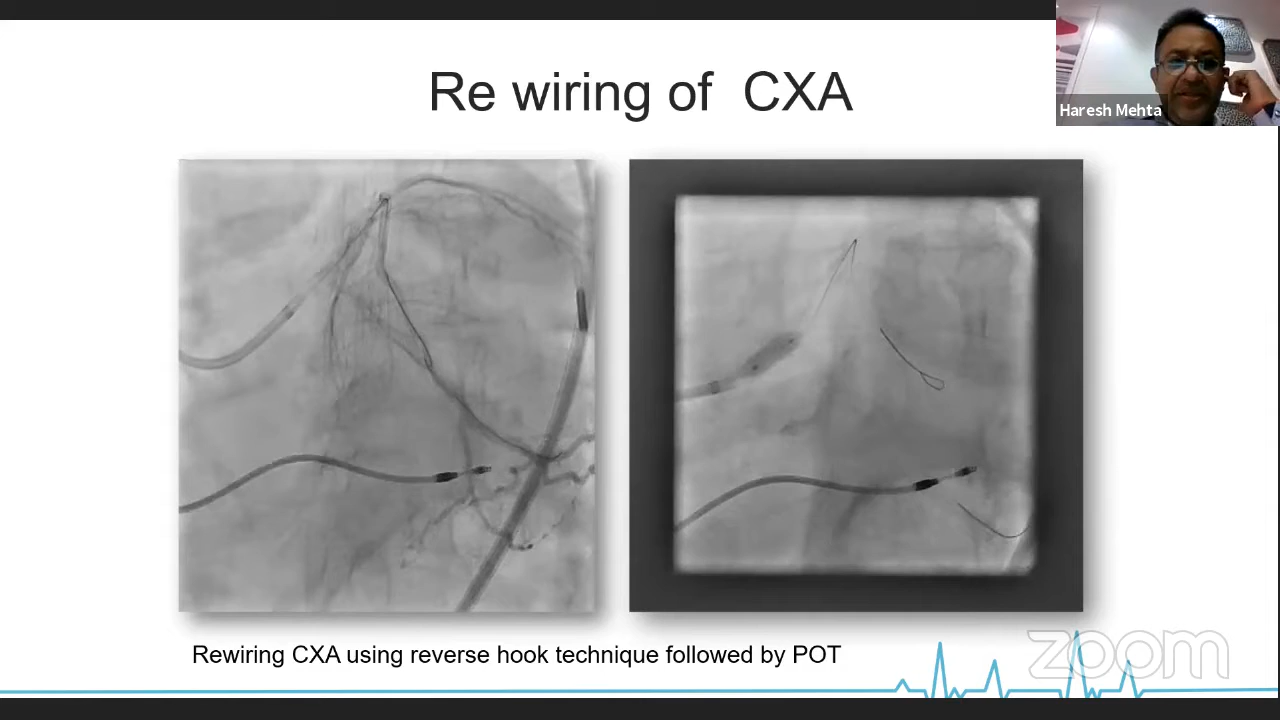 Re wiring of  CXA
Haresh Mehta
Rewiring CXA using reverse hook technique followed by POT
zoom